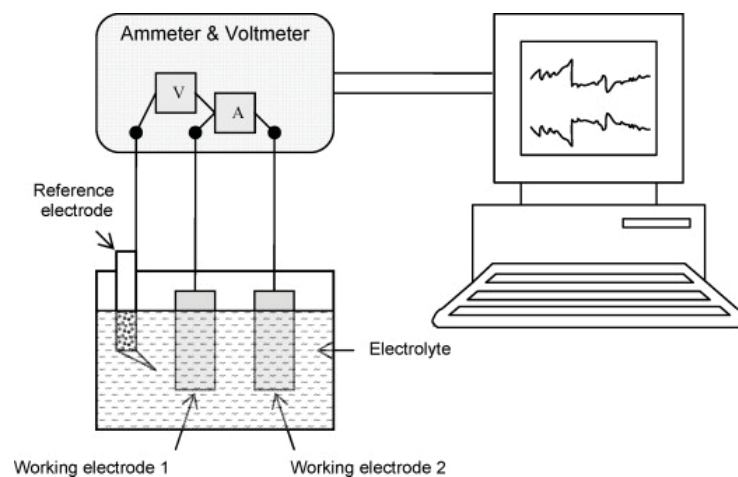 Ammeter & Voltmeter
V
A
Reference
electrode
Electrolyte
Working electrode 1
Working electrode 2